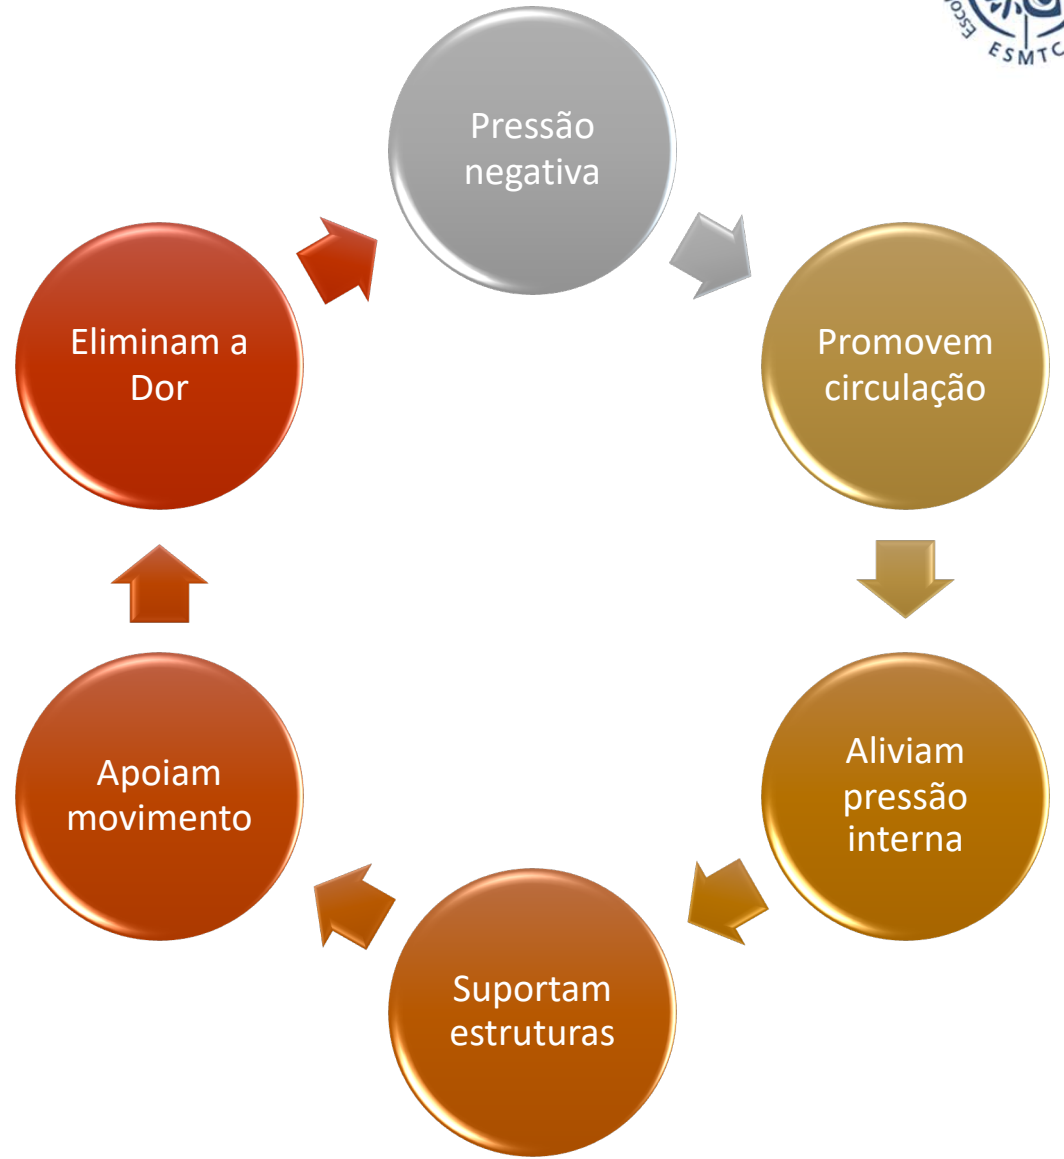 ESMTC
Pressão
negativa
Promovem
circulação
Aliviam
pressão
interna
Suportam
estruturas
Apoiam
movimento
Eliminam a
Dor